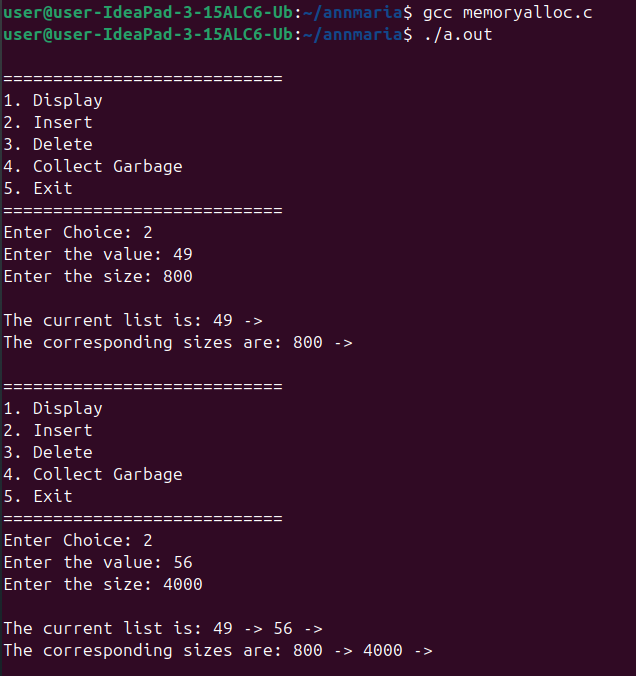 user@user-IdeaPad-3-15ALC6-Ub:~/annmaria$ gcc memoryalloc.c
user@user-IdeaPad-3-15ALC6-Ub:~/annmaria$ ./a.out
============================
1. Display
2. Insert
3. Delete
4. Collect Garbage
5. Exit
============================
Enter Choice: 2
Enter the value: 49
Enter the size: 800
The current list is: 49 ->
The corresponding sizes are: 800 ->
============================
1. Display
2. Insert
3. Delete
4. Collect Garbage
5. Exit
============================
Enter Choice: 2
Enter the value: 56
Enter the size: 4000
The current list is: 49 -> 56 ->
The corresponding sizes are: 800 -> 4000 ->